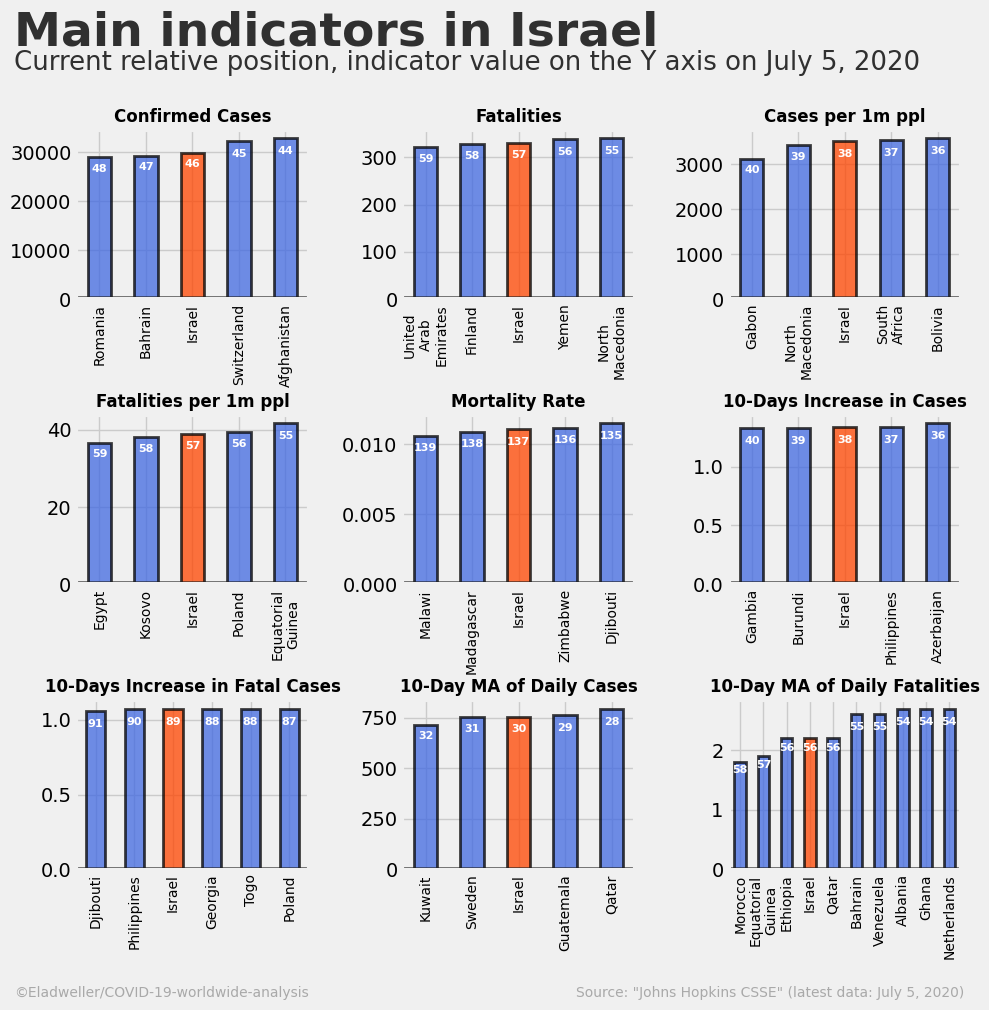 Main indicators in Israel
Current relative position, indicator value on the Y axis on July 5, 2020
Confirmed Cases
30000
20000
10000
0
48
47
46
45
44
Romania
Bahrain
Israel
Switzerland
Afghanistan
Fatalities
300
200
100
0
59
58
57
56
55
United
Arab
Emirates
Finland
Israel
Yemen
North
Macedonia
Cases per 1m ppl
3000
2000
1000
0
40
39
38
37
36
Gabon
North
Macedonia
Israel
South
Africa
Bolivia
Fatalities per 1m ppl
40
20
0
59
58
57
56
55
Egypt
Kosovo
Israel
Poland
Equatorial
Guinea
Mortality Rate
0.010
0.005
0.000
139
138
137
136
135
Malawi
Madagascar
Israel
Zimbabwe
Djibouti
10-Days Increase in Cases
1.0
0.5
0.0
40
39
38
37
36
Gambia
Burundi
Israel
Philippines
Azerbaijan
10-Days Increase in Fatal Cases
1.0
0.5
0.0
91
90
89
88
88
87
Djibouti
Philippines
Israel
Georgia
Togo
Poland
10-Day MA of Daily Cases
750
500
250
0
32
31
30
29
28
Kuwait
Sweden
Israel
Guatemala
Qatar
10-Day MA of Daily Fatalities
2
1
0
58
57
56
56
56
55
55
54
54
54
Morocco
Equatorial
Guinea
Ethiopia
Israel
Qatar
Bahrain
Venezuela
Albania
Ghana
Netherlands
©Eladweller/COVID-19-worldwide-analysis
Source: "Johns Hopkins CSSE" (latest data: July 5, 2020)